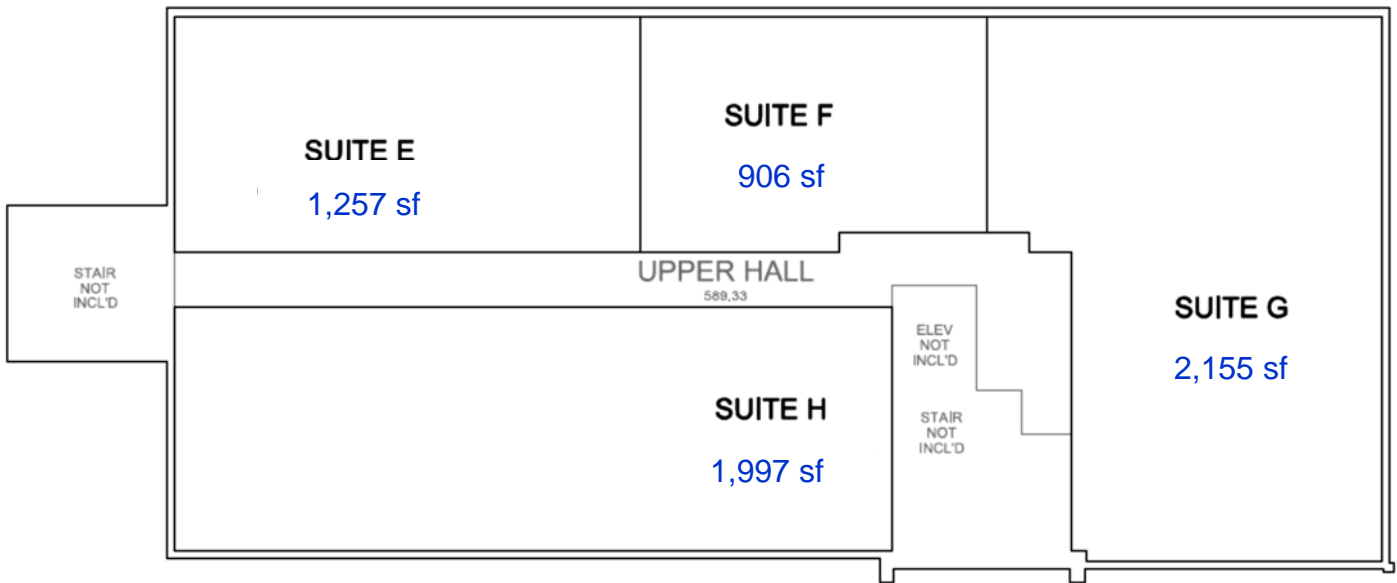 SUITE E
1,257 sf
SUITE F
906 sf
STAIR
NOT
INCL'D
UPPER HALL
589,33
ELEV
NOT
INCL'D
STAIR
NOT
INCL'D
SUITE G
2,155 sf
SUITE H
1,997 sf